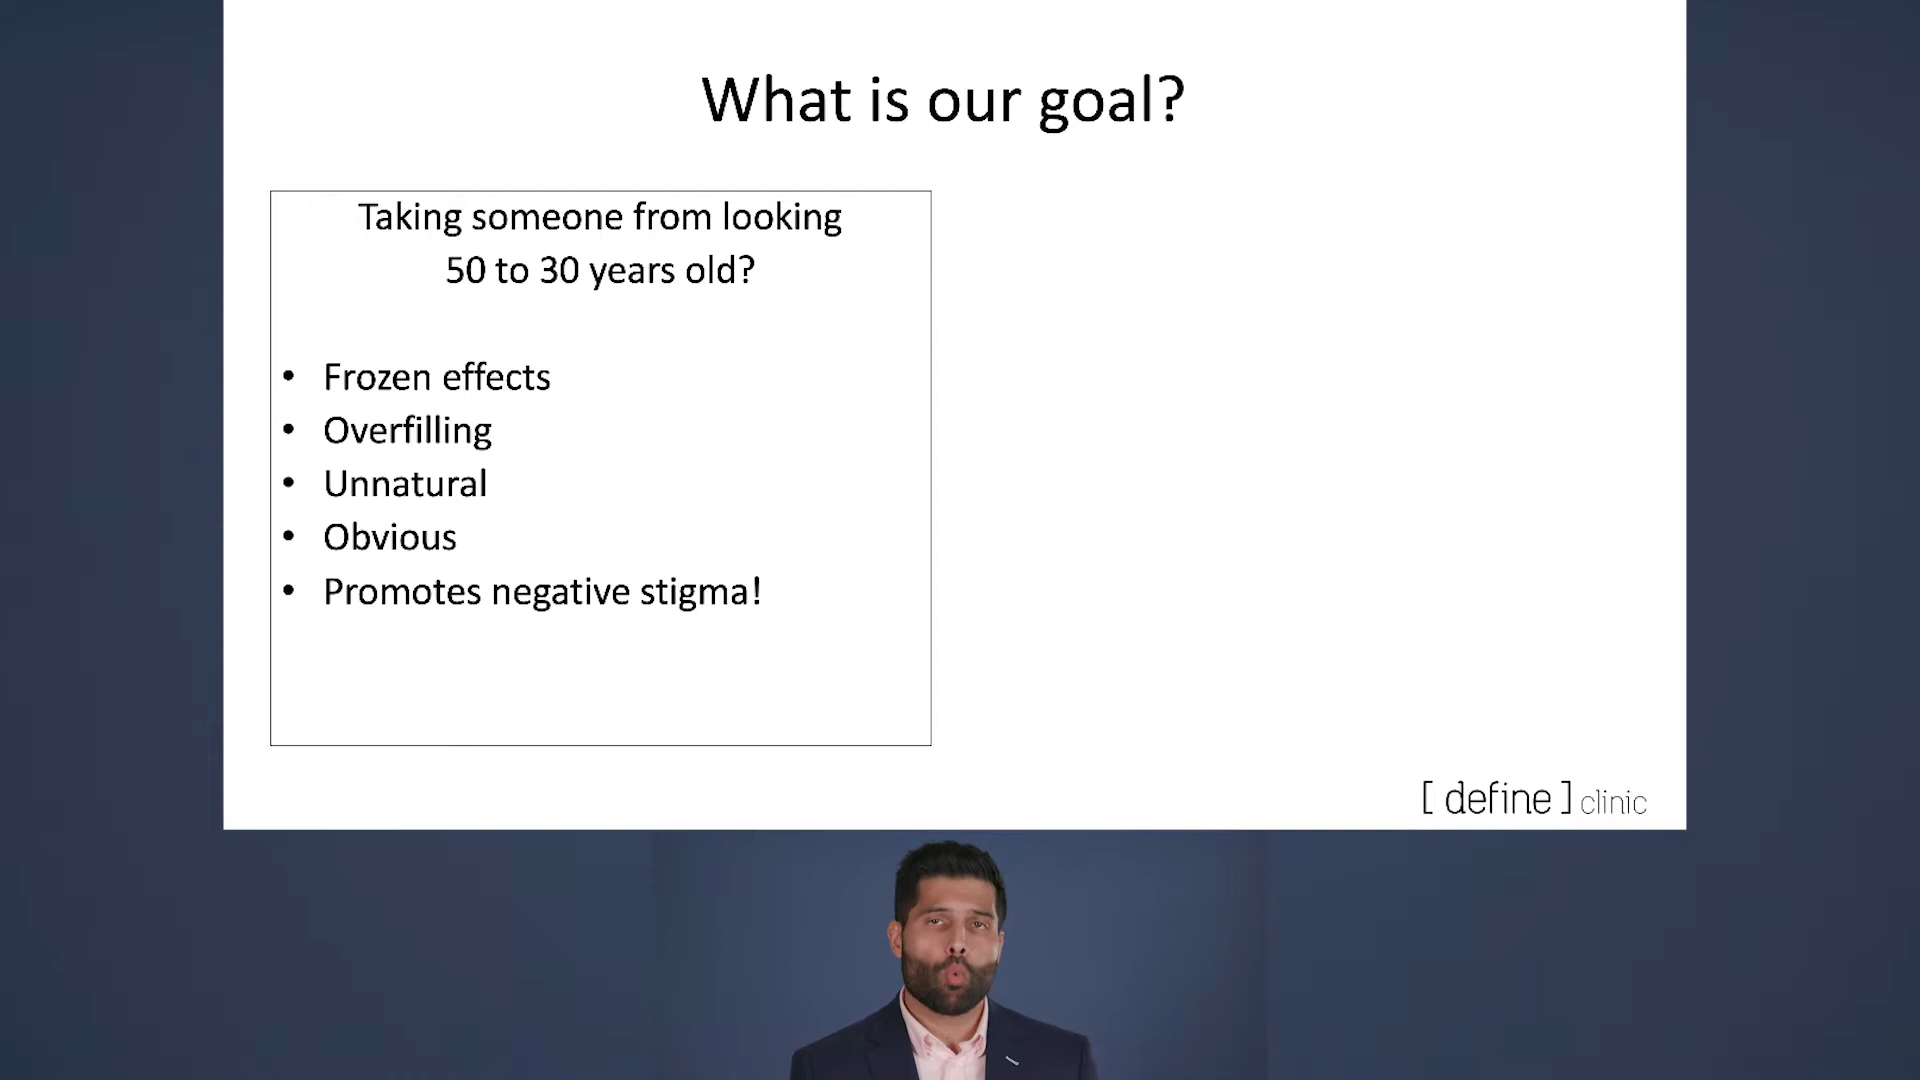 What is our goal?
Taking someone from looking
50 to 30 years old?
• Frozen effects
• Overfilling
• Unnatural
• Obvious
• Promotes negative stigma!
[ define ] clinic